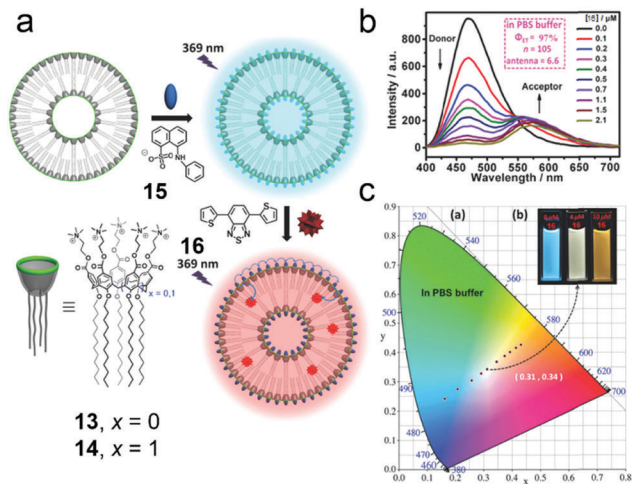 a
369 nm
15
SO
O
HN
16
369 nm
S
S
N
N
S
N
O
x = 0,1
≡
13, x = 0
14, x = 1
b
Intensity / a.u.
1000
800
600
400
200
0
400 450 500 550 600 650 700
Wavelength / nm
Donor
Acceptor
in PBS buffer
ΦET = 97%
n = 105
antenna = 6.6
[16] / μM
0.0
0.1
0.2
0.3
0.4
0.5
0.7
1.1
1.5
2.1
c
(a)
(b)
In PBS buffer
16
16
16
( 0.31 , 0.34 )
y
0.9
0.8
0.7
0.6
0.5
0.4
0.3
0.2
0.1
0.0
0.0 0.1 0.2 0.3 0.4 0.5 0.6 0.7 0.8
x
520
540
560
580
600
620
700
500
490
480
470
460
380